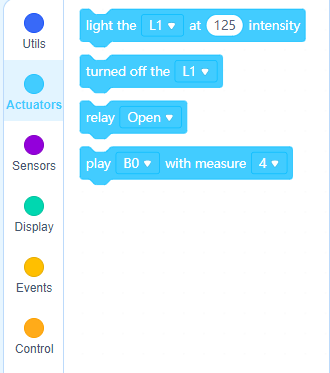 Utils
Actuators
Sensors
Display
Events
Control
light the L1 at 125 intensity
turned off the L1
relay Open
play B0 with measure 4